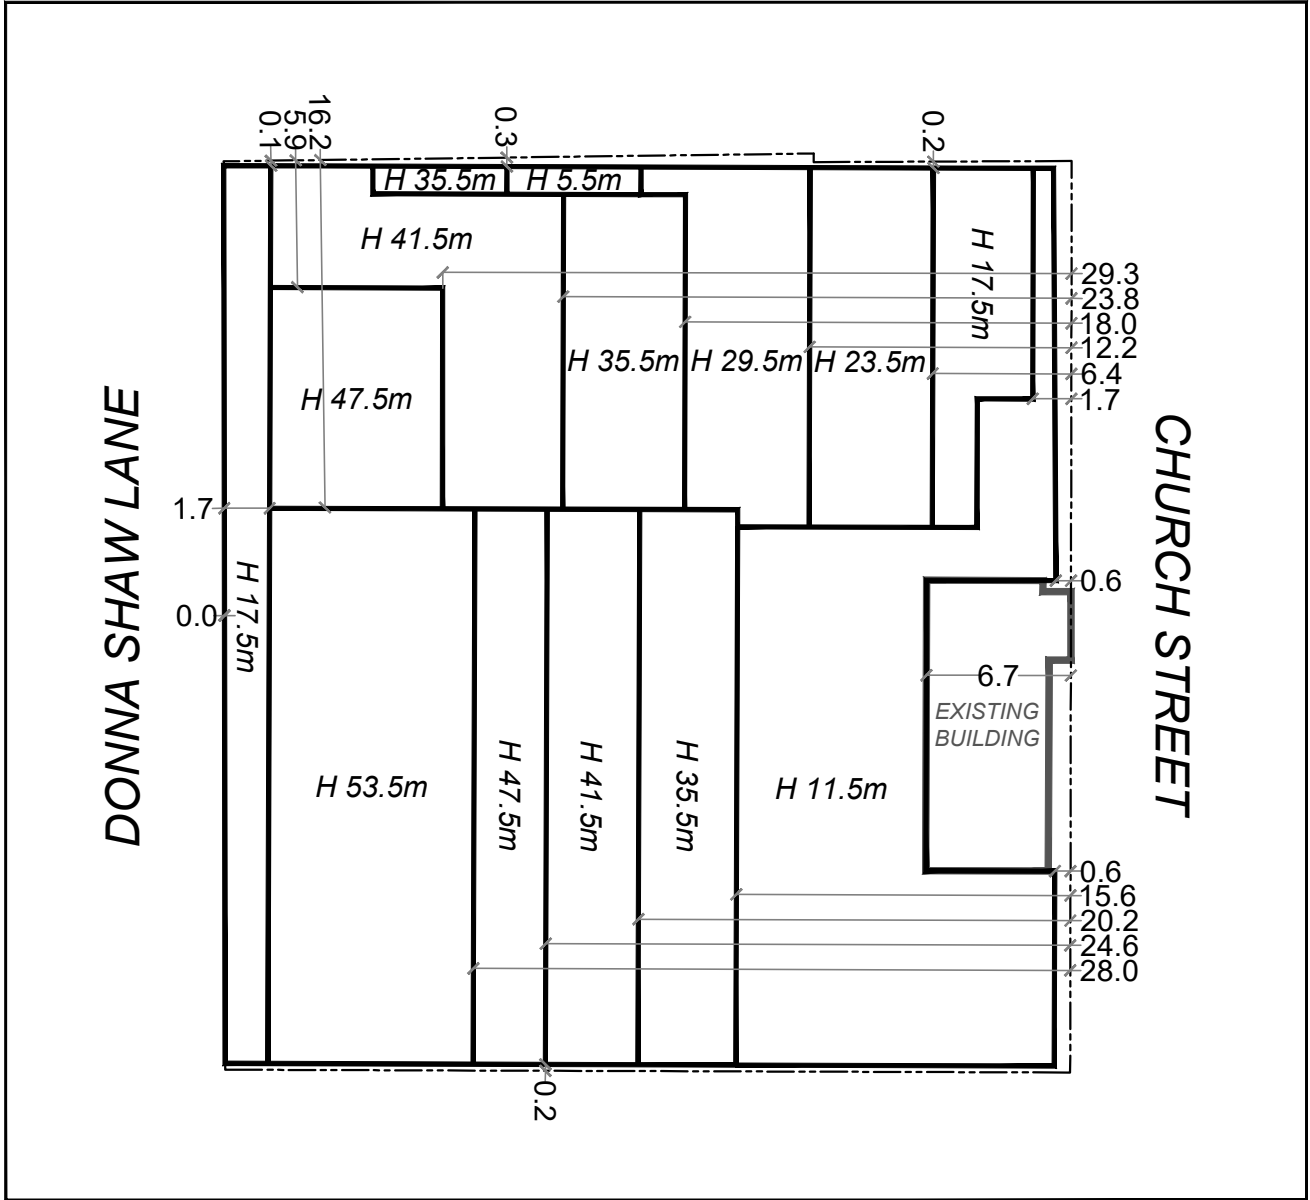 16.2
5.9
0.1
0.3
0.2
H 35.5m
H 5.5m
H 41.5m
H 17.5m
29.3
23.8
18.0
12.2
6.4
1.7
H 35.5m
H 29.5m
H 23.5m
H 47.5m
DONNA SHAW LANE
CHURCH STREET
1.7
0.0
H 17.5m
0.6
6.7
EXISTING
BUILDING
H 53.5m
H 47.5m
H 41.5m
H 35.5m
H 11.5m
0.6
15.6
20.2
24.6
28.0
0.2